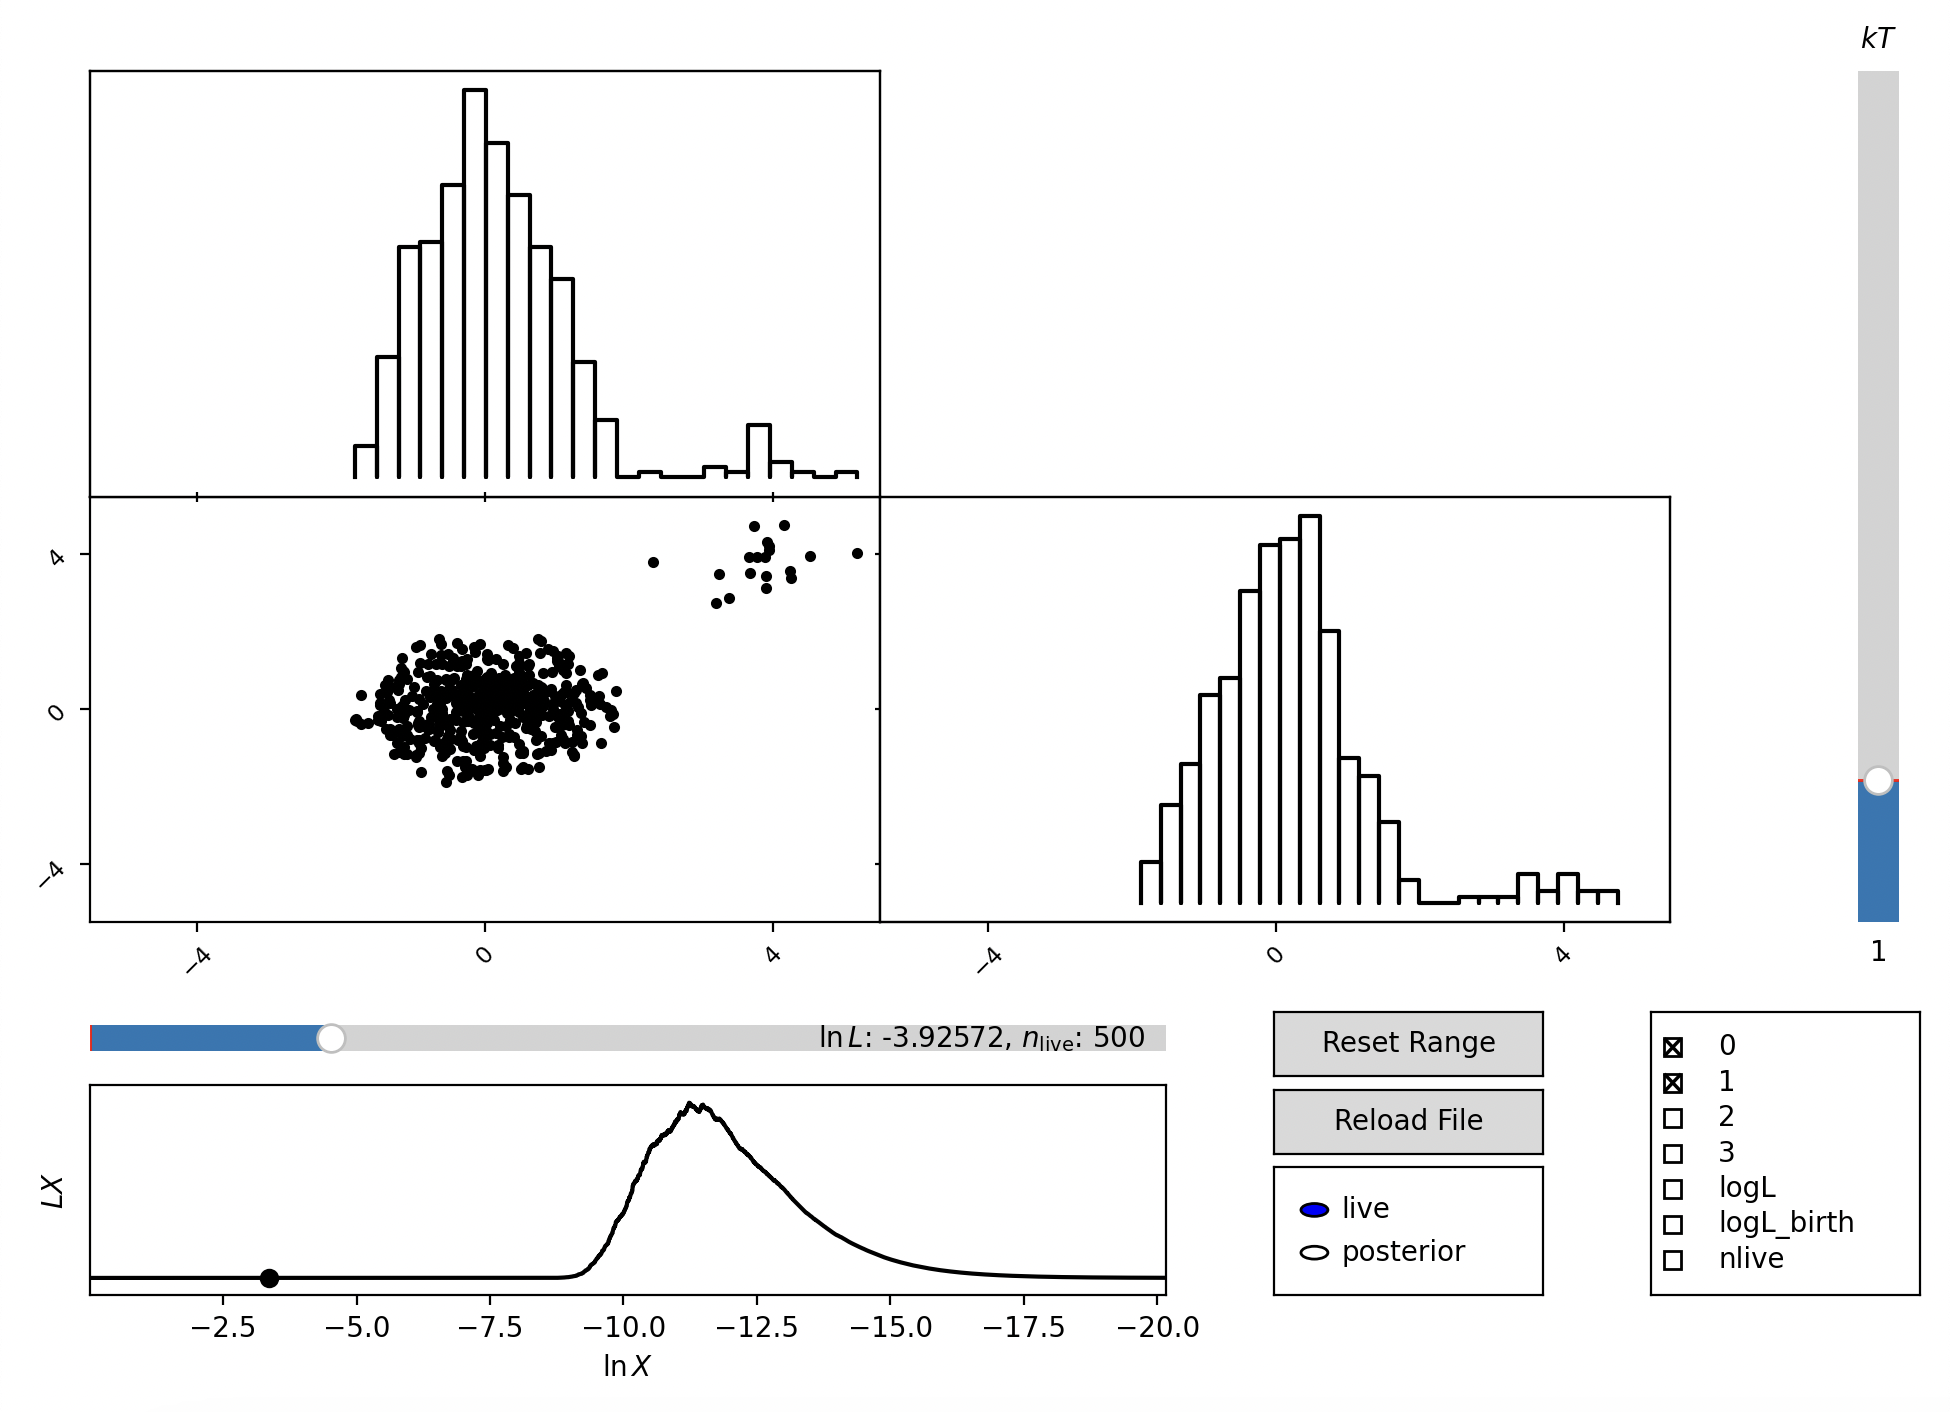 kT
4
0
−4
−4
0
4
−4
0
4
1
ln L: -3.92572, n_live: 500
LX
−2.5
−5.0
−7.5
−10.0
−12.5
−15.0
−17.5
−20.0
ln X
Reset Range
Reload File
live
posterior
0
1
2
3
logL
logL_birth
nlive